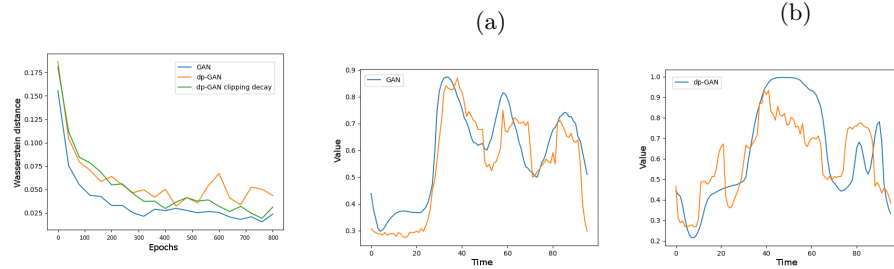 (a)
(b)
Wasserstein distance
0.175
0.150
0.125
0.100
0.075
0.050
0.025
0 100 200 300 400 500 600 700 800
Epochs
GAN
dp-GAN
dp-GAN clipping decay
Value
0.9
0.8
0.7
0.6
0.5
0.4
0.3
0 20 40 60 80
Time
GAN
Value
1.0
0.9
0.8
0.7
0.6
0.5
0.4
0.3
0.2
0 20 40 60 80
Time
dp-GAN